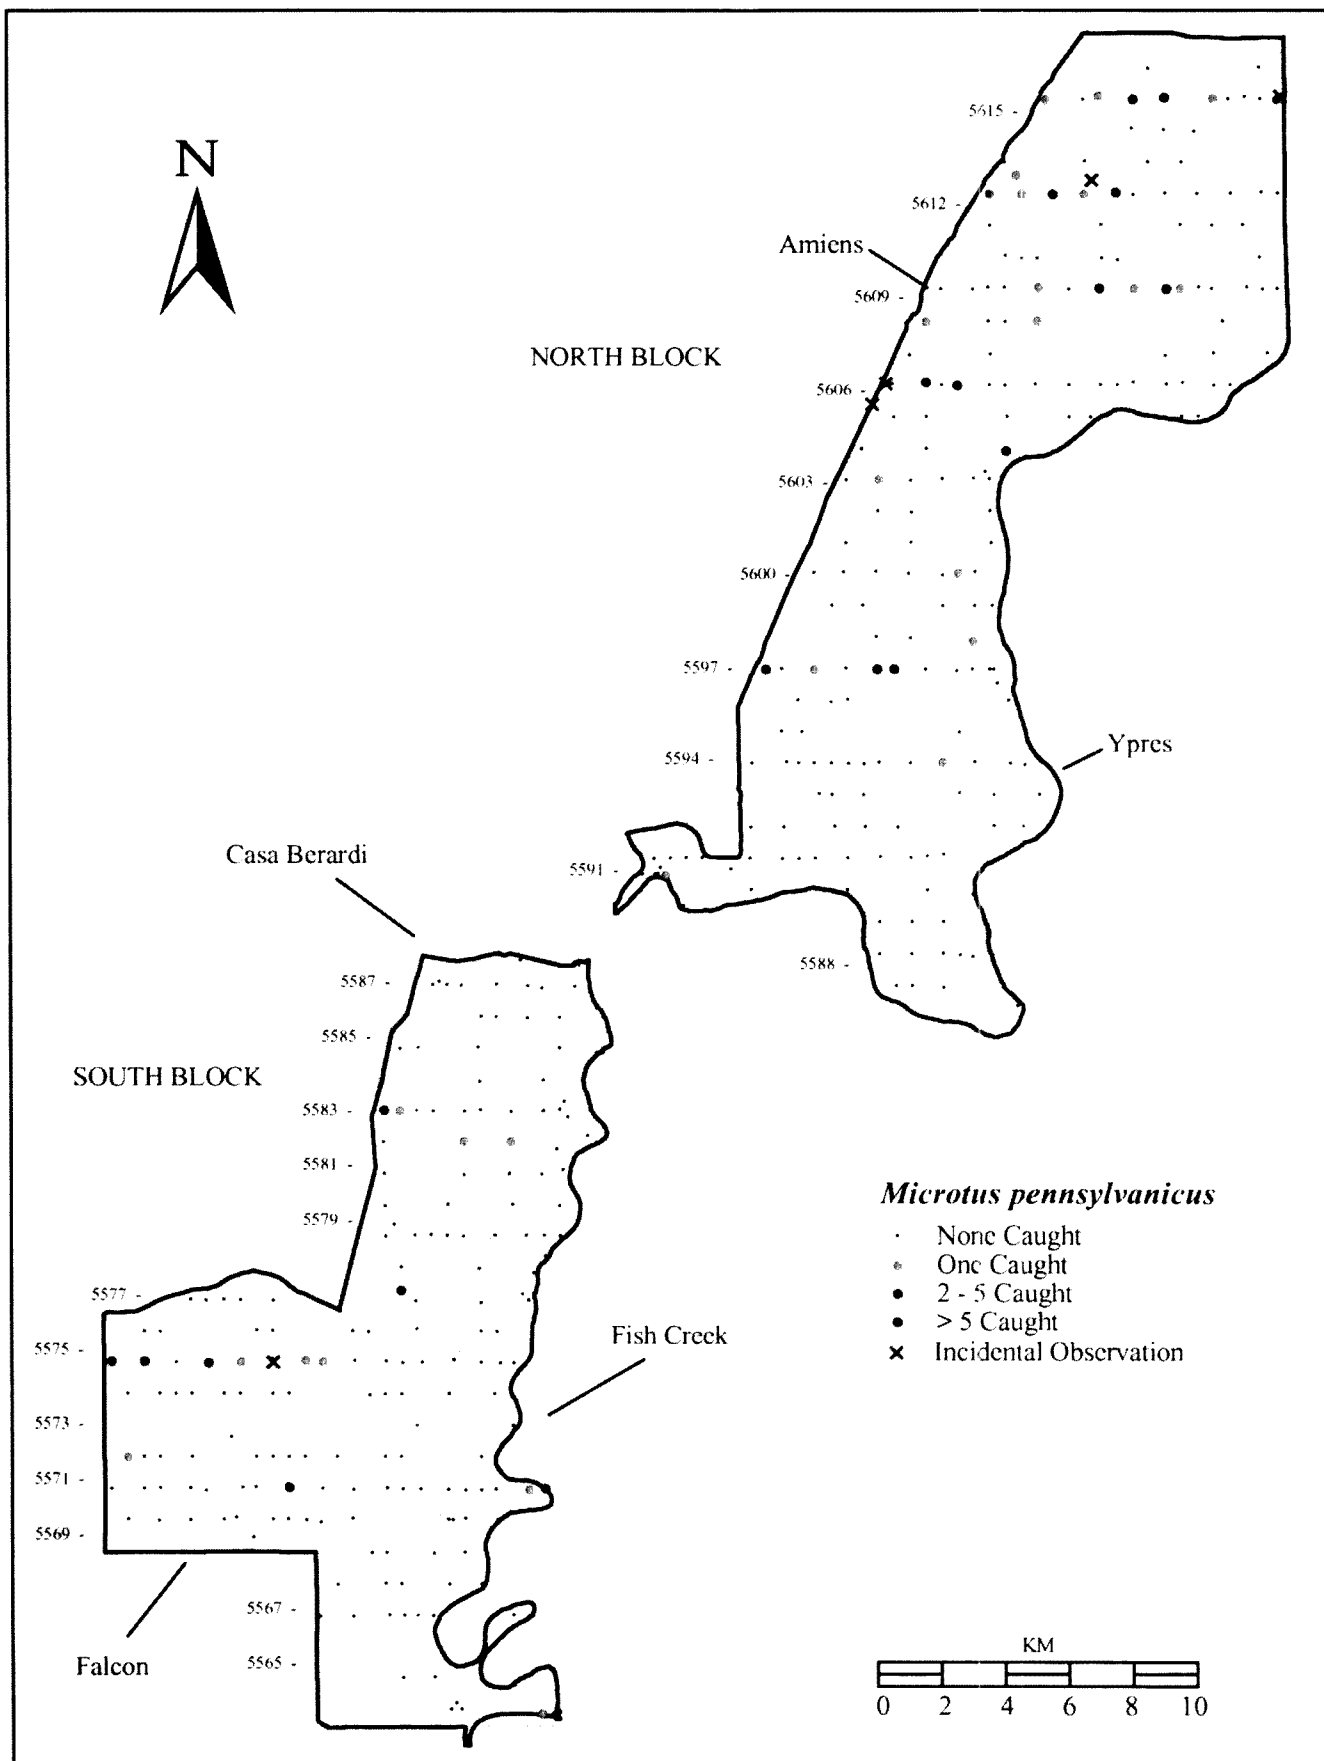 N
5615 -
5612 -
Amiens
5609 -
NORTH BLOCK
5606 -
5603 -
5600 -
5597 -
Ypres
5594 -
Casa Berardi
5591 -
5588 -
5587 -
5585 -
SOUTH BLOCK
5583 -
5581 -
5579 -
Microtus pennsylvanicus
None Caught
One Caught
2 - 5 Caught
> 5 Caught
Incidental Observation
5577 -
Fish Creek
5575 -
5573 -
5571 -
5569 -
5567 -
Falcon
5565 -
KM
0 2 4 6 8 10